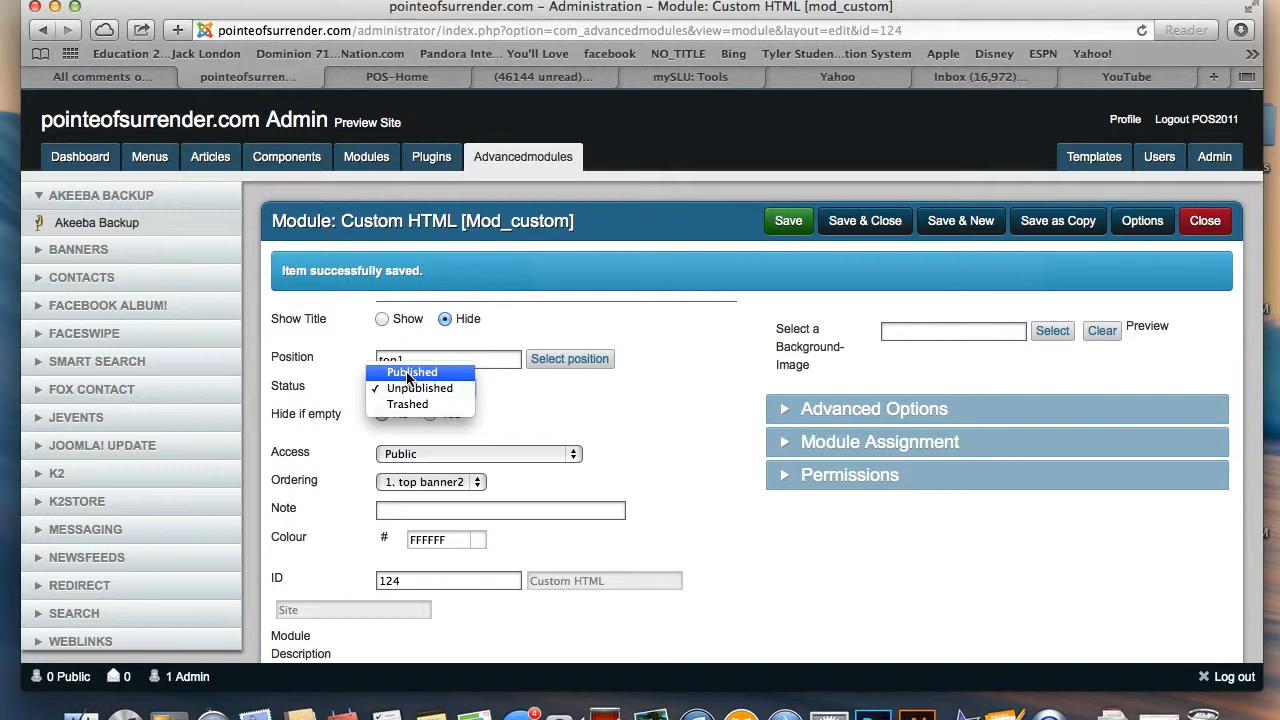 pointeofsurrender.com – Administration - Module: Custom HTML [mod_custom]
pointeofsurrender.com/administrator/index.php?option=com_advancedmodules&view=module&layout=edit&id=124
Reader
Education 2...Jack London
Dominion 71...Nation.com
Pandora Inte... You'll Love
facebook
NO_TITLE
Bing
Tyler Studen...tion System
Apple
Disney
ESPN
Yahoo!
All comments o...
pointeofsurren...
POS-Home
(46144 unread)...
mySLU: Tools
Yahoo
Inbox (16,972)...
YouTube
pointeofsurrender.com Admin Preview Site
Profile
Logout POS2011
Dashboard
Menus
Articles
Components
Modules
Plugins
Advancedmodules
Templates
Users
Admin
AKEEBA BACKUP
Akeeba Backup
BANNERS
CONTACTS
FACEBOOK ALBUM!
FACESWIPE
SMART SEARCH
FOX CONTACT
JEVENTS
JOOMLA! UPDATE
K2
K2STORE
MESSAGING
NEWSFEEDS
REDIRECT
SEARCH
WEBLINKS
Module: Custom HTML [Mod_custom]
Save
Save & Close
Save & New
Save as Copy
Options
Close
Item successfully saved.
Show Title
Show
Hide
Position
top1
Select position
Status
Published
Unpublished
Trashed
Hide if empty
Access
Public
Ordering
1. top banner2
Note
Colour
#
FFFFFF
ID
124
Custom HTML
Site
Module
Description
Select a
Background-
Image
Select
Clear
Preview
Advanced Options
Module Assignment
Permissions
0 Public
0
1 Admin
Log out
4